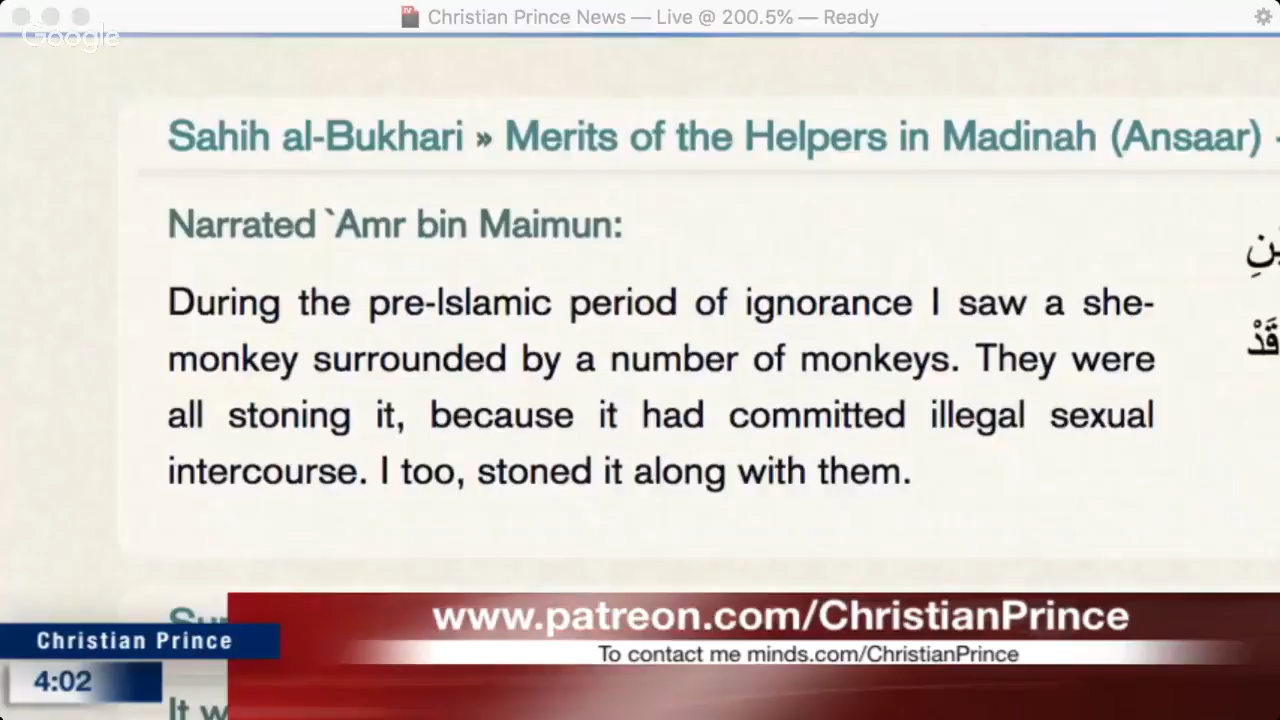 Christian Prince News — Live @ 200.5% — Ready
Google
Sahih al-Bukhari » Merits of the Helpers in Madinah (Ansaar) -
Narrated `Amr bin Maimun:
During the pre-Islamic period of ignorance I saw a she-
monkey surrounded by a number of monkeys. They were
all stoning it, because it had committed illegal sexual
intercourse. I too, stoned it along with them.
قَدْ
www.patreon.com/ChristianPrince
Christian Prince
To contact me minds.com/ChristianPrince
4:02
It w